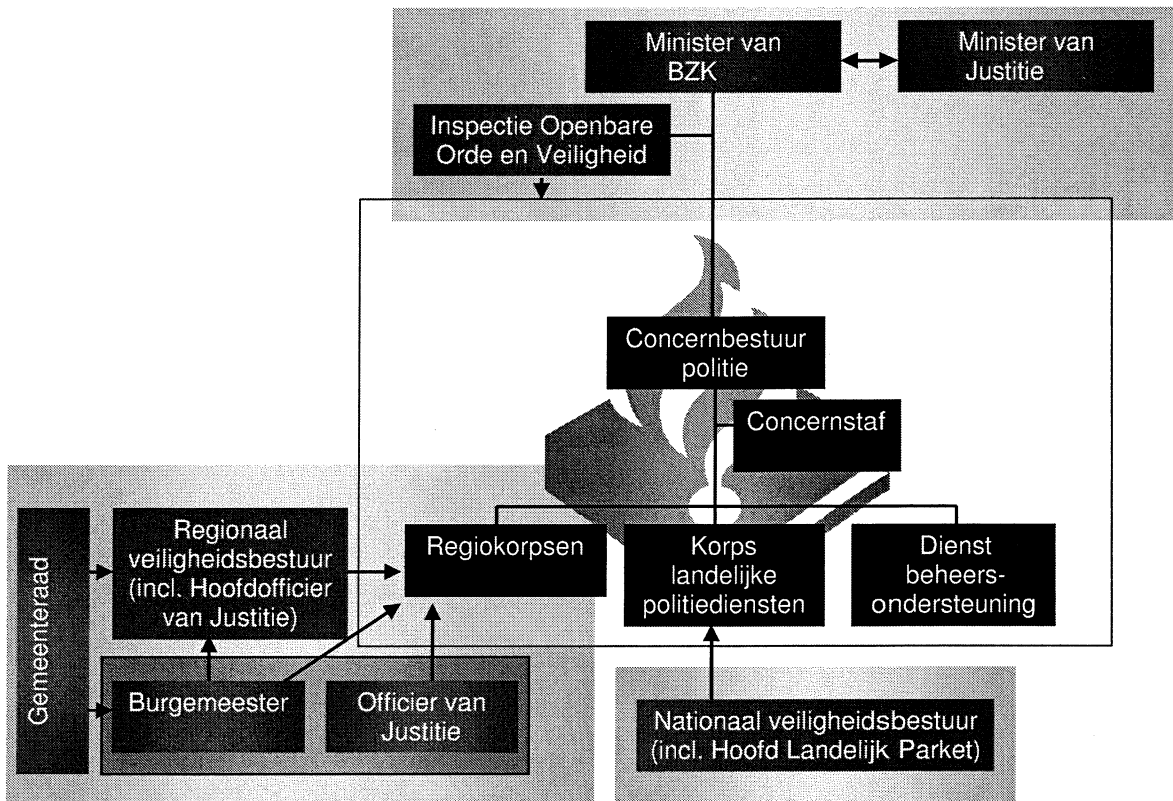 Minister van
BZK
Minister van
Justitie
Inspectie Openbare
Orde en Veiligheid
Concernbestuur
politie
Concernstaf
Gemeenteraad
Regionaal
veiligheidsbestuur
(incl. Hoofdofficier
van Justitie)
Regiokorpsen
Korps
landelijke
politiediensten
Dienst
beheers-
ondersteuning
Burgemeester
Officier van
Justitie
Nationaal veiligheidsbestuur
(incl. Hoofd Landelijk Parket)